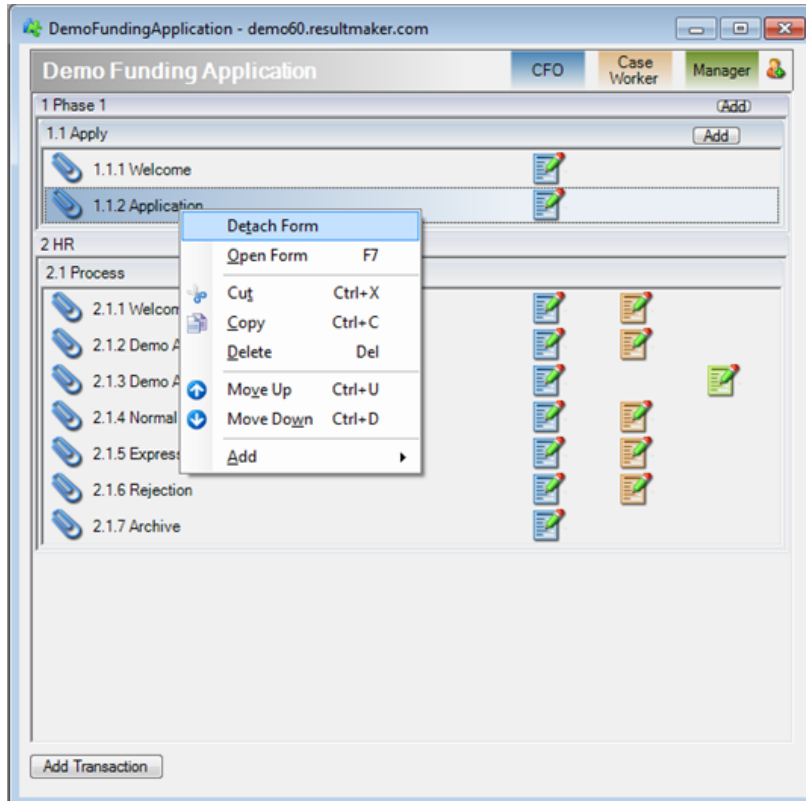 DemoFundingApplication - demo60.resultmaker.com
Demo Funding Application
CFO
Case
Worker
Manager
1 Phase 1
Add
1.1 Apply
Add
1.1.1 Welcome
1.1.2 Application
Detach Form
Open Form F7
Cut Ctrl+X
Copy Ctrl+C
Delete Del
Move Up Ctrl+U
Move Down Ctrl+D
Add
2 HR
2.1 Process
2.1.1 Welcom
2.1.2 Demo A
2.1.3 Demo A
2.1.4 Normal
2.1.5 Express
2.1.6 Rejection
2.1.7 Archive
Add Transaction